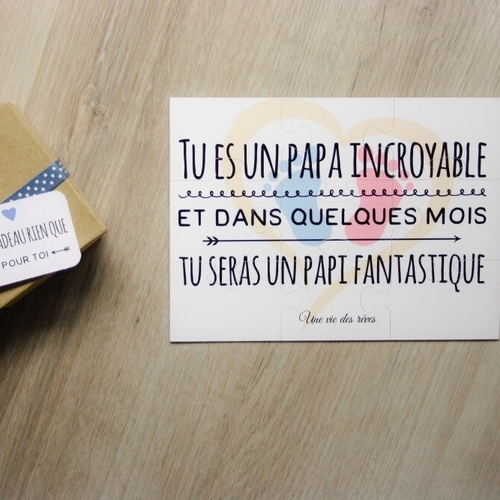 TU ES UN PAPA INCROYABLE
ET DANS QUELQUES MOIS
TU SERAS UN PAPI FANTASTIQUE
Une vie des rêves
RIEN QUE
POUR TOI